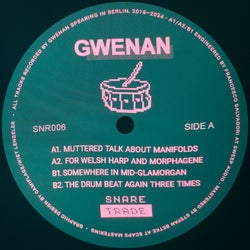 - ALL TRACKS RECORDED BY GWENAN SPEARING IN BERLIN, 2018-2024 - A1/A2/B1 ENGINEERED BY FRANCESCO
GWENAN
SNR006
SIDE A
A1. MUTTERED TALK ABOUT MANIFOLDS
A2. FOR WELSH HARP AND MORPHAGENE
B1. SOMEWHERE IN MID-GLAMORGAN
B2. THE DRUM BEAT AGAIN THREE TIMES
SNARE
TRADE
MASTERED BY STEFAN BETKE AT SCAPE MASTERING - GRAPHIC DESIGN BY